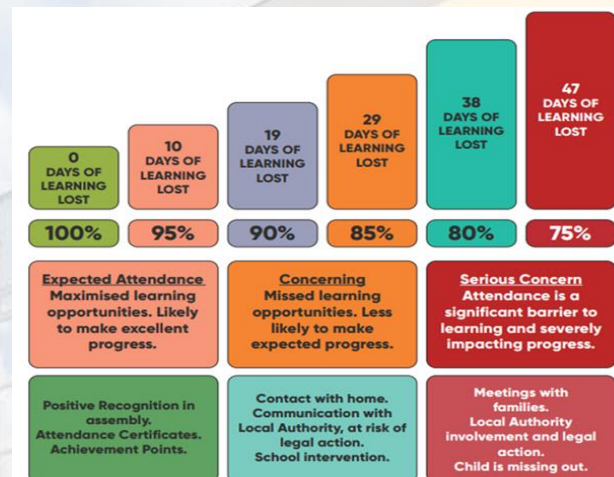 0
DAYS OF
LEARNING
LOST
10
DAYS OF
LEARNING
LOST
19
DAYS OF
LEARNING
LOST
29
DAYS OF
LEARNING
LOST
38
DAYS OF
LEARNING
LOST
47
DAYS OF
LEARNING
LOST
100%
95%
90%
85%
80%
75%
Expected Attendance
Maximised learning
opportunities. Likely
to make excellent
progress.
Concerning
Missed learning
opportunities. Less
likely to make
expected progress.
Serious Concern
Attendance is a
significant barrier to
learning and severely
impacting progress.
Positive Recognition in
assembly.
Attendance Certificates.
Achievement Points.
Contact with home.
Communication with
Local Authority, at risk of
legal action.
School intervention.
Meetings with
families.
Local Authority
involvement and legal
action.
Child is missing out.